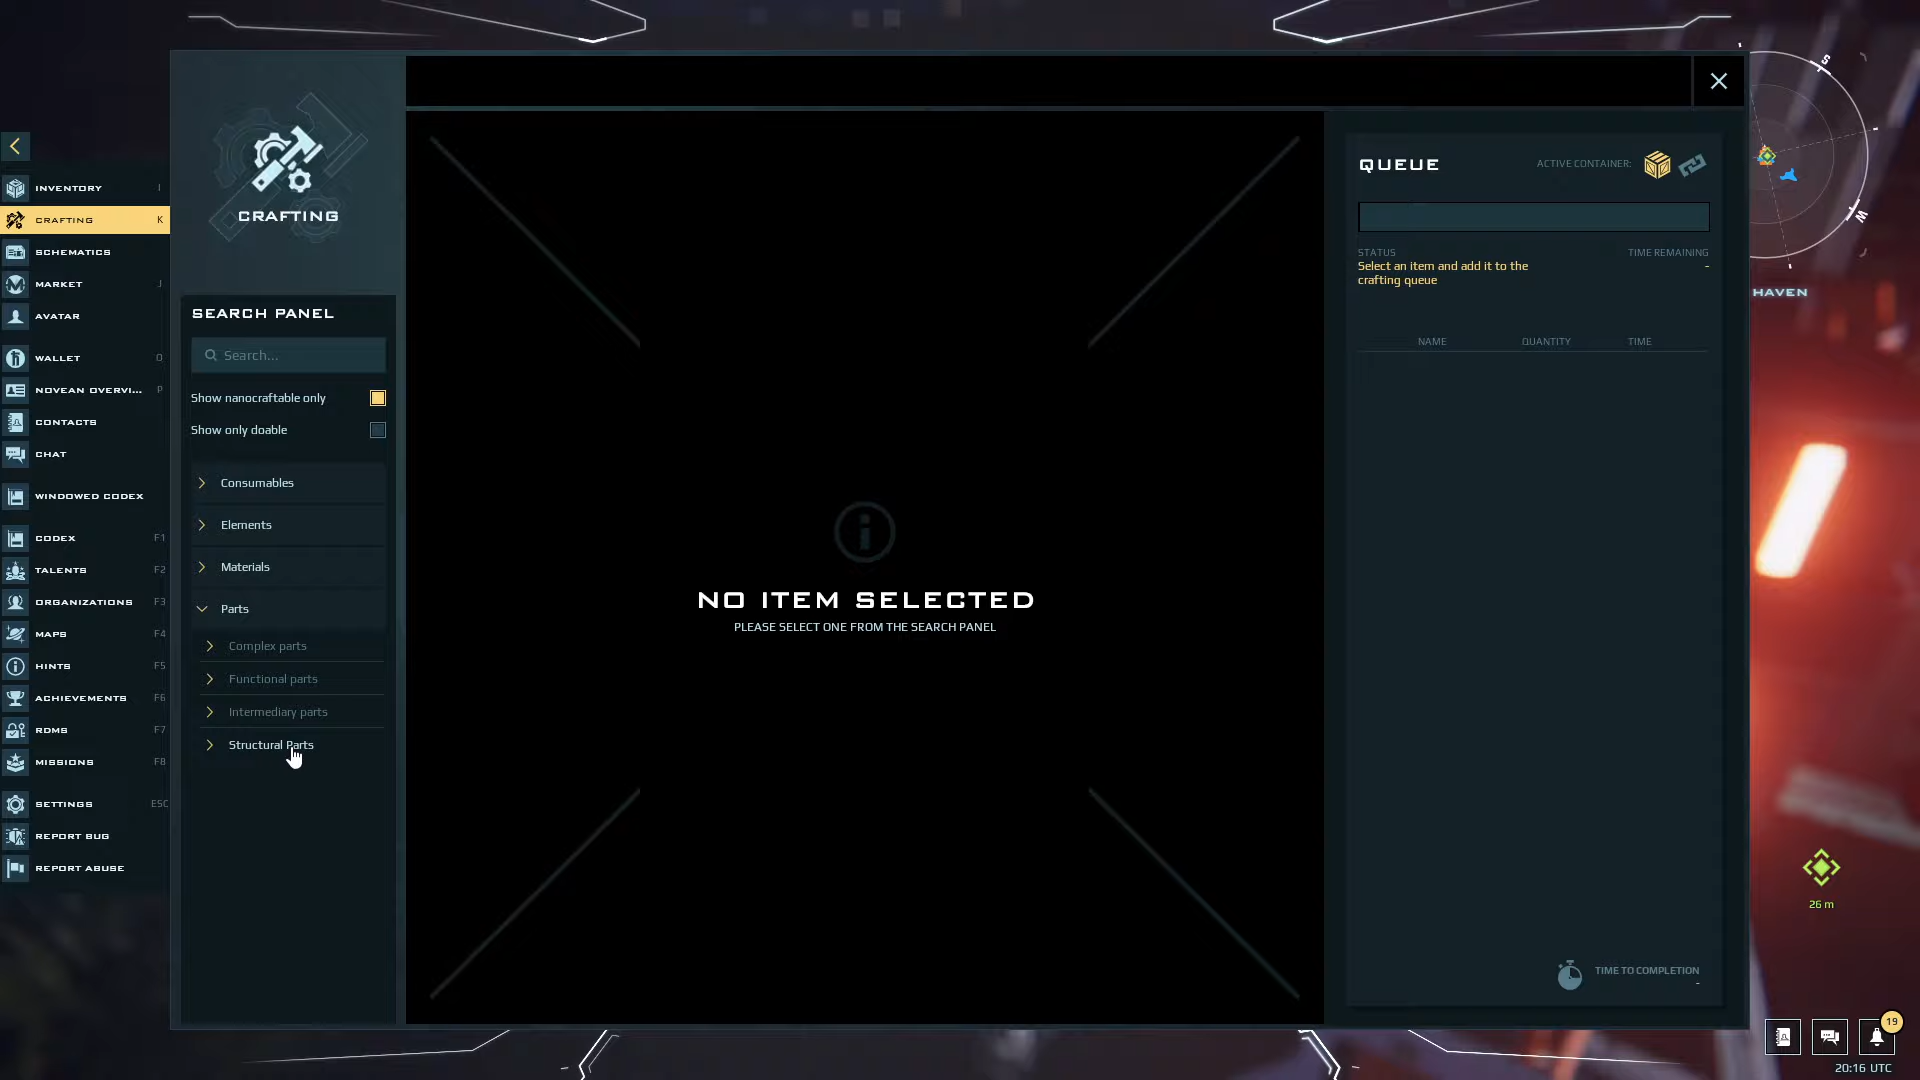 INVENTORY I
CRAFTING K
SCHEMATICS
MARKET J
AVATAR
WALLET O
NOVEAN OVERVI... P
CONTACTS
CHAT
WINDOWED CODEX
CODEX F1
TALENTS F2
ORGANIZATIONS F3
MAPS F4
HINTS F5
ACHIEVEMENTS F6
RDMS F7
MISSIONS F8
SETTINGS ESC
REPORT BUG
REPORT ABUSE
CRAFTING
SEARCH PANEL
Search...
Show nanocraftable only
Show only doable
Consumables
Elements
Materials
Parts
Complex parts
Functional parts
Intermediary parts
Structural Parts
NO ITEM SELECTED
PLEASE SELECT ONE FROM THE SEARCH PANEL
QUEUE
ACTIVE CONTAINER:
STATUS
TIME REMAINING
Select an item and add it to the
crafting queue
-
NAME QUANTITY TIME
TIME TO COMPLETION
-
S
W
HAVEN
26 m
19
20:16 UTC